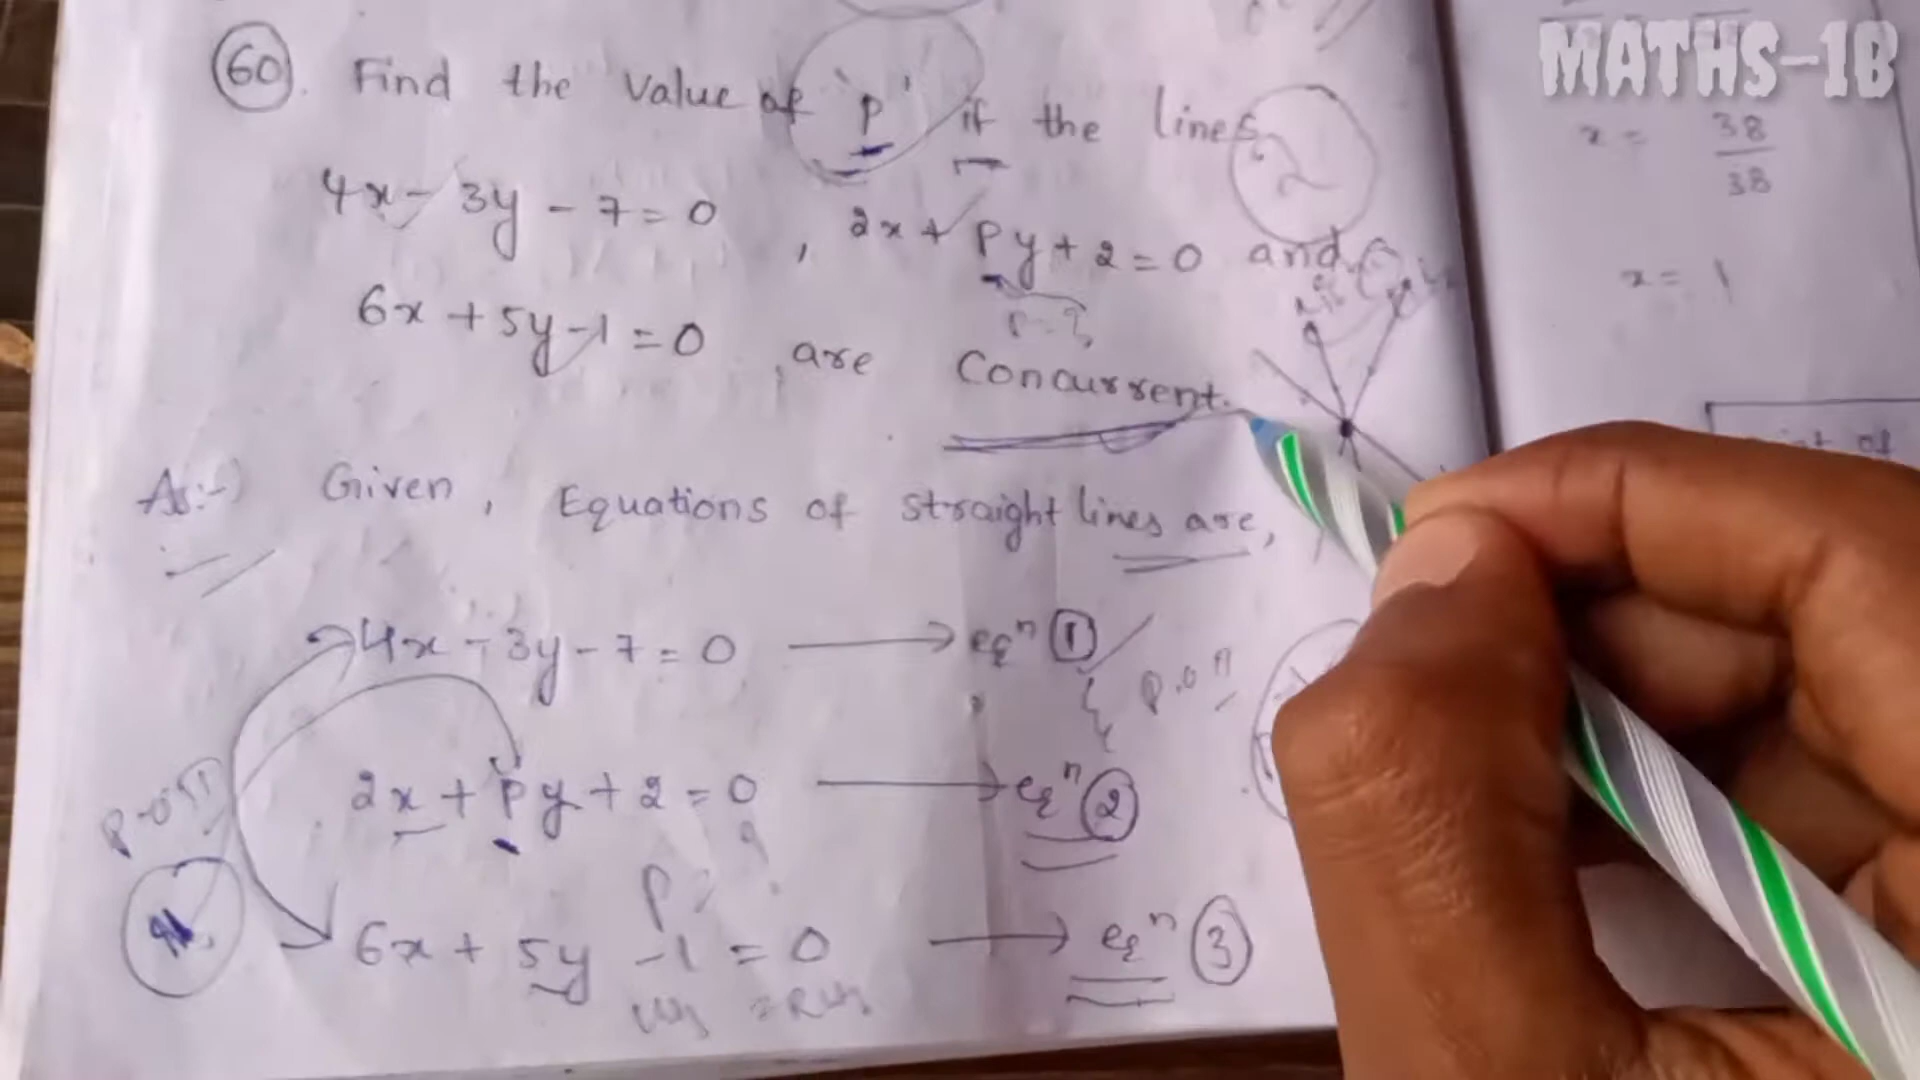 MATHS-1B
60. Find the value of 'p' if the lines
4x - 3y - 7 = 0 , 2x + py + 2 = 0 and
6x + 5y - 1 = 0 are Concurrent.
As:-) Given, Equations of straight lines are,
4x - 3y - 7 = 0 → eqⁿ 1
2x + py + 2 = 0 → eqⁿ 2
6x + 5y - 1 = 0 → eqⁿ 3
P.O.I
P.O.I
x = 38/38
x = 1